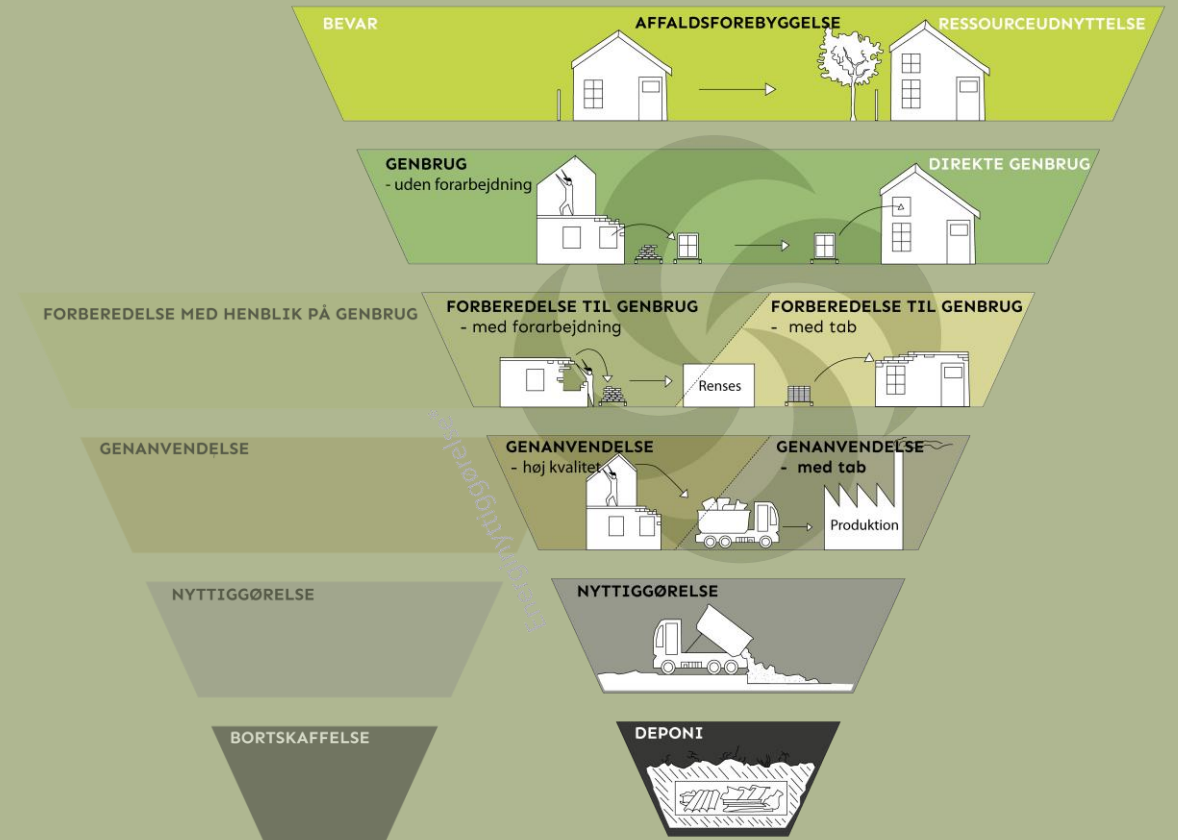 BEVAR
AFFALDSFOREBYGGELSE
RESSOURCEUDNYTTELSE
GENBRUG
- uden forarbejdning
DIREKTE GENBRUG
FORBEREDELSE MED HENBLIK PÅ GENBRUG
FORBEREDELSE TIL GENBRUG
- med forarbejdning
FORBEREDELSE TIL GENBRUG
- med tab
Renses
GENANVENDELSE
GENANVENDELSE
- høj kvalitet
GENANVENDELSE
- med tab
Produktion
NYTTIGGØRELSE
NYTTIGGØRELSE
BORTSKAFFELSE
DEPONI